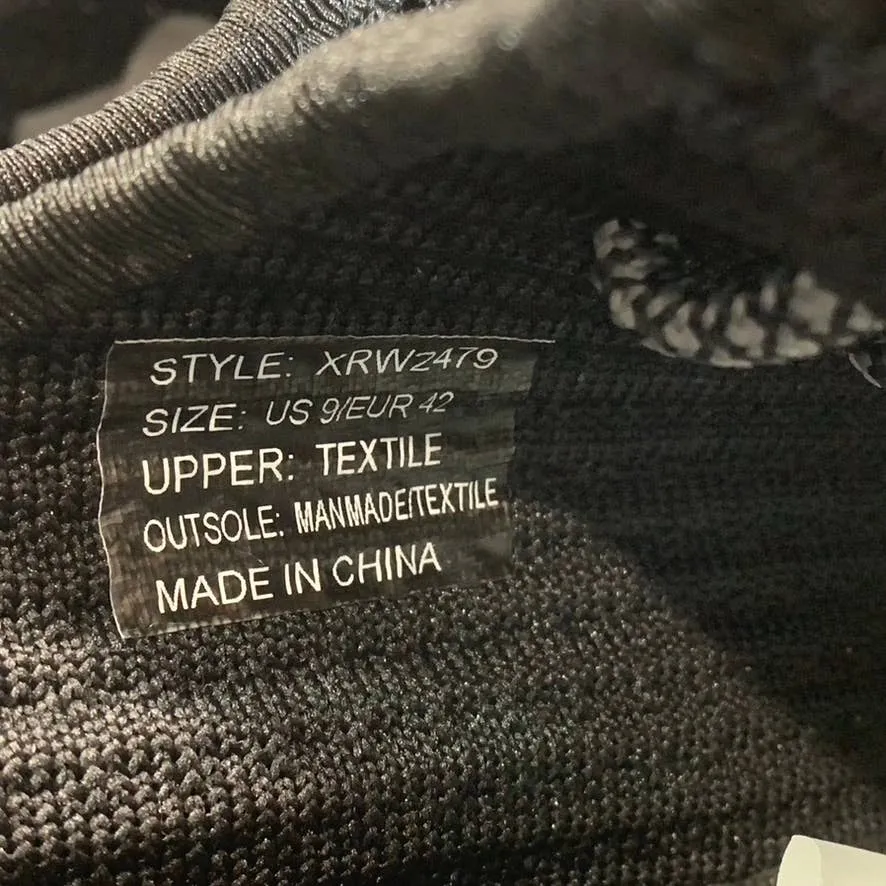 STYLE: XRW2479
SIZE: US 9/EUR 42
UPPER: TEXTILE
OUTSOLE: MANMADE/TEXTILE
MADE IN CHINA